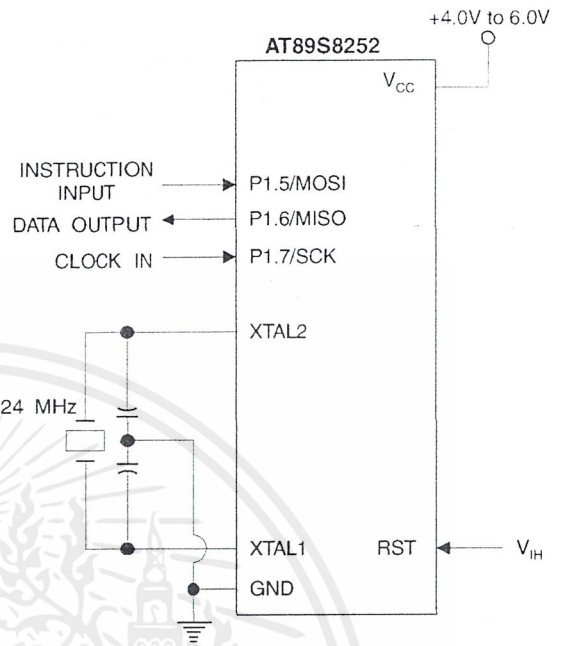 +4.0V to 6.0V
AT89S8252
VCC
INSTRUCTION
INPUT
P1.5/MOSI
DATA OUTPUT
P1.6/MISO
CLOCK IN
P1.7/SCK
XTAL2
24 MHz
XTAL1
RST
VIH
GND